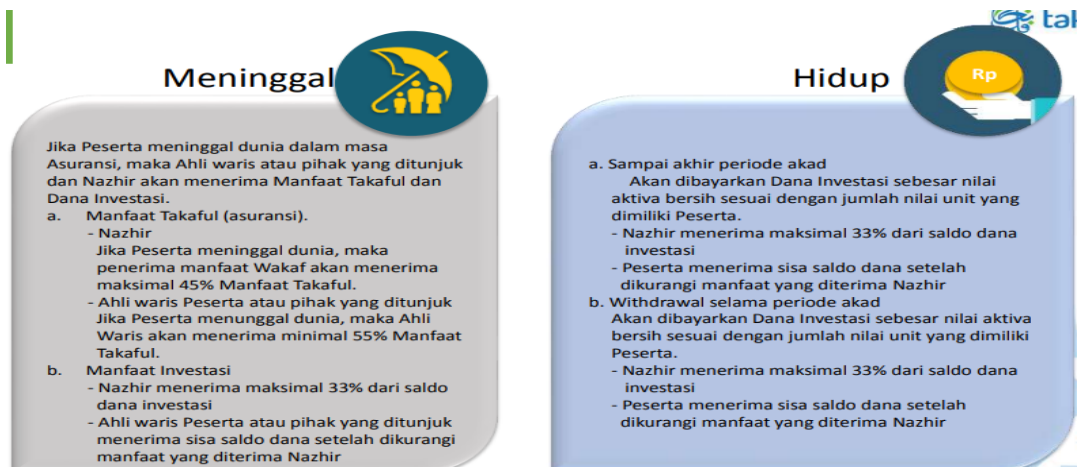 Meninggal
Jika Peserta meninggal dunia dalam masa
Asuransi, maka Ahli waris atau pihak yang ditunjuk
dan Nazhir akan menerima Manfaat Takaful dan
Dana Investasi.
a. Manfaat Takaful (asuransi).
- Nazhir
Jika Peserta meninggal dunia, maka
penerima manfaat Wakaf akan menerima
maksimal 45% Manfaat Takaful.
- Ahli waris Peserta atau pihak yang ditunjuk
Jika Peserta menunggal dunia, maka Ahli
Waris akan menerima minimal 55% Manfaat
Takaful.
b. Manfaat Investasi
- Nazhir menerima maksimal 33% dari saldo
dana investasi
- Ahli waris Peserta atau pihak yang ditunjuk
menerima sisa saldo dana setelah dikurangi
manfaat yang diterima Nazhir
Hidup
Rp
a. Sampai akhir periode akad
Akan dibayarkan Dana Investasi sebesar nilai
aktiva bersih sesuai dengan jumlah nilai unit yang
dimiliki Peserta.
- Nazhir menerima maksimal 33% dari saldo dana
investasi
- Peserta menerima sisa saldo dana setelah
dikurangi manfaat yang diterima Nazhir
b. Withdrawal selama periode akad
Akan dibayarkan Dana Investasi sebesar nilai aktiva
bersih sesuai dengan jumlah nilai unit yang dimiliki
Peserta.
- Nazhir menerima maksimal 33% dari saldo dana
investasi
- Peserta menerima sisa saldo dana setelah
dikurangi manfaat yang diterima Nazhir